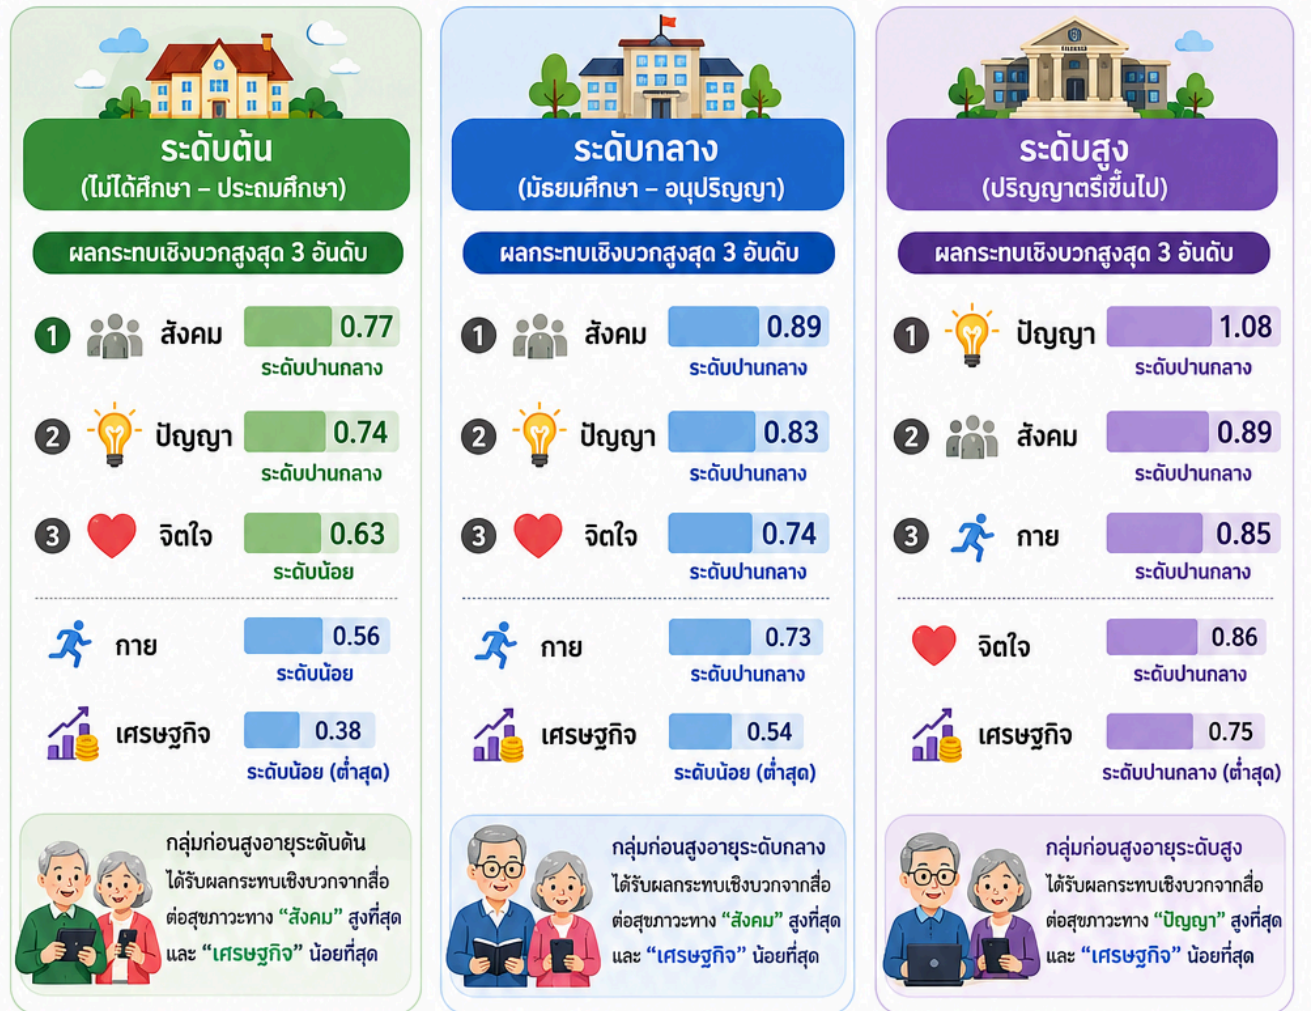 ระดับต้น
(ไม่ได้ศึกษา – ประถมศึกษา)
ผลกระทบเชิงบวกสูงสุด 3 อันดับ
1 สังคม 0.77
ระดับปานกลาง
2 ปัญญา 0.74
ระดับปานกลาง
3 จิตใจ 0.63
ระดับน้อย
กาย 0.56
ระดับน้อย
เศรษฐกิจ 0.38
ระดับน้อย (ต่ำสุด)
กลุ่มก่อนสูงอายุระดับต้น
ได้รับผลกระทบเชิงบวกจากสื่อ
ต่อสุขภาวะทาง “สังคม” สูงที่สุด
และ “เศรษฐกิจ” น้อยที่สุด
ระดับกลาง
(มัธยมศึกษา – อนุปริญญา)
ผลกระทบเชิงบวกสูงสุด 3 อันดับ
1 สังคม 0.89
ระดับปานกลาง
2 ปัญญา 0.83
ระดับปานกลาง
3 จิตใจ 0.74
ระดับปานกลาง
กาย 0.73
ระดับปานกลาง
เศรษฐกิจ 0.54
ระดับน้อย (ต่ำสุด)
กลุ่มก่อนสูงอายุระดับกลาง
ได้รับผลกระทบเชิงบวกจากสื่อ
ต่อสุขภาวะทาง “สังคม” สูงที่สุด
และ “เศรษฐกิจ” น้อยที่สุด
ระดับสูง
(ปริญญาตรีขึ้นไป)
ผลกระทบเชิงบวกสูงสุด 3 อันดับ
1 ปัญญา 1.08
ระดับปานกลาง
2 สังคม 0.89
ระดับปานกลาง
3 กาย 0.85
ระดับปานกลาง
จิตใจ 0.86
ระดับปานกลาง
เศรษฐกิจ 0.75
ระดับปานกลาง (ต่ำสุด)
กลุ่มก่อนสูงอายุระดับสูง
ได้รับผลกระทบเชิงบวกจากสื่อ
ต่อสุขภาวะทาง “ปัญญา” สูงที่สุด
และ “เศรษฐกิจ” น้อยที่สุด